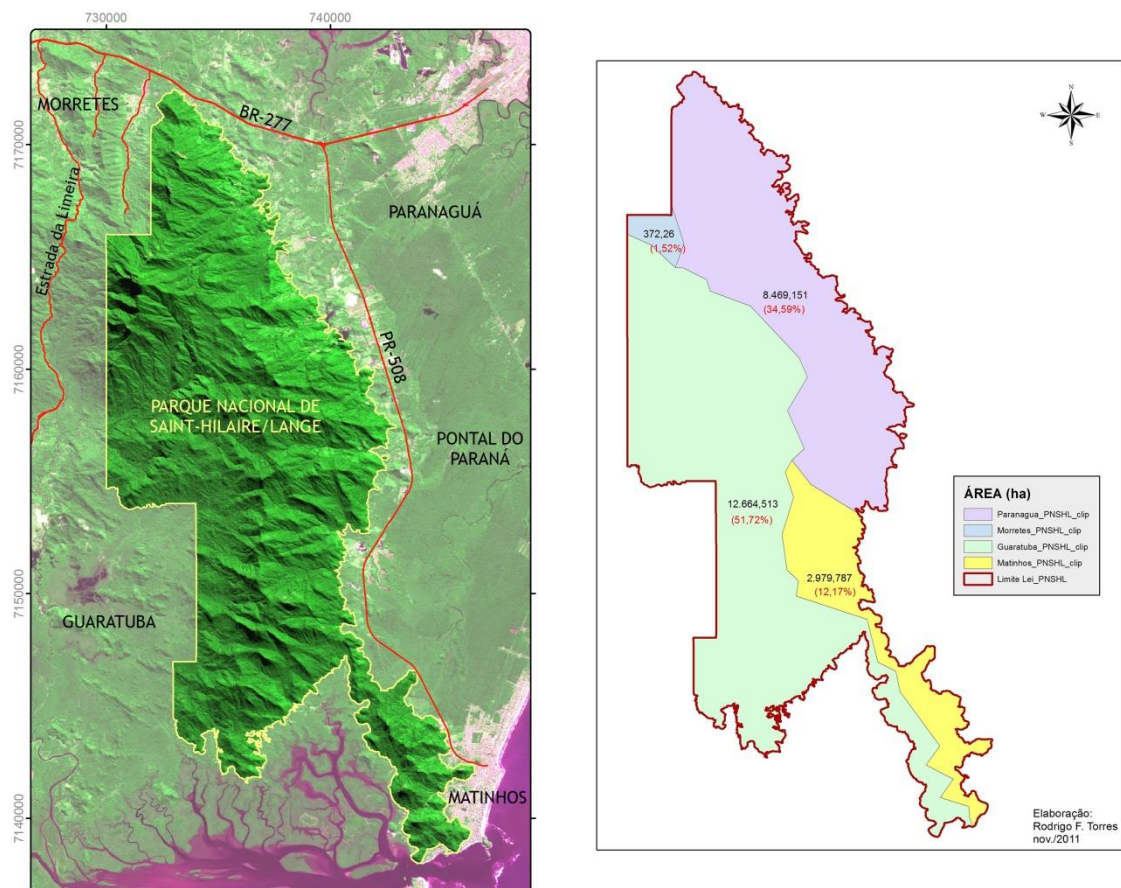 730000
740000
7170000
7160000
7150000
7140000
MORRETES
BR-277
Estrada da Limeira
PARANAGUÁ
PR-508
PARQUE NACIONAL DE
SAINT-HILAIRE/LANGE
PONTAL DO
PARANÁ
GUARATUBA
MATINHOS
N
W
E
S
372,26
(1,52%)
8.469,151
(34,59%)
12.664,513
(51,72%)
2.979,787
(12,17%)
ÁREA (ha)
Paranagua_PNSHL_clip
Morretes_PNSHL_clip
Guaratuba_PNSHL_clip
Matinhos_PNSHL_clip
Limite Lei_PNSHL
Elaboração:
Rodrigo F. Torres
nov./2011